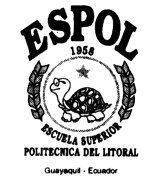 ESPOL
1958
ESCUELA SUPERIOR
POLITECNICA DEL LITORAL
Guayaquil - Ecuador